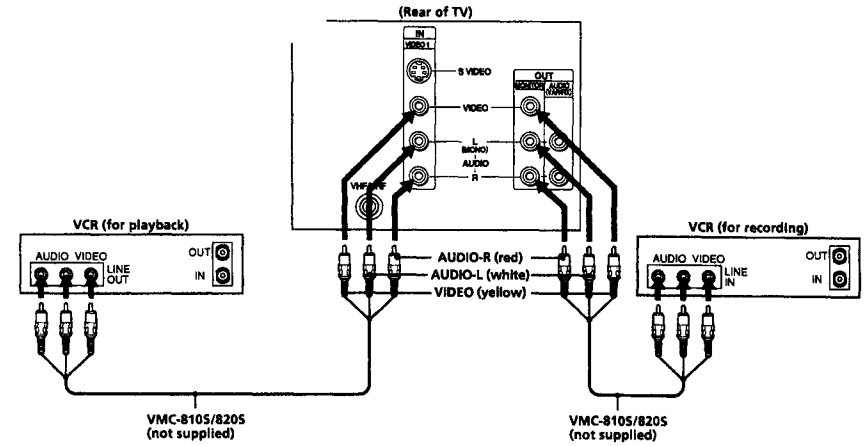 (Rear of TV)
IN
VIDEO 1
S VIDEO
OUT
MONITOR
AUDIO
VIDEO
L
(MONO)
AUDIO
R
VHF/UHF
VCR (for playback)
AUDIO VIDEO
LINE
OUT
OUT
IN
AUDIO-R (red)
AUDIO-L (white)
VIDEO (yellow)
VCR (for recording)
AUDIO VIDEO
LINE
IN
OUT
IN
VMC-810S/820S
(not supplied)
VMC-810S/820S
(not supplied)